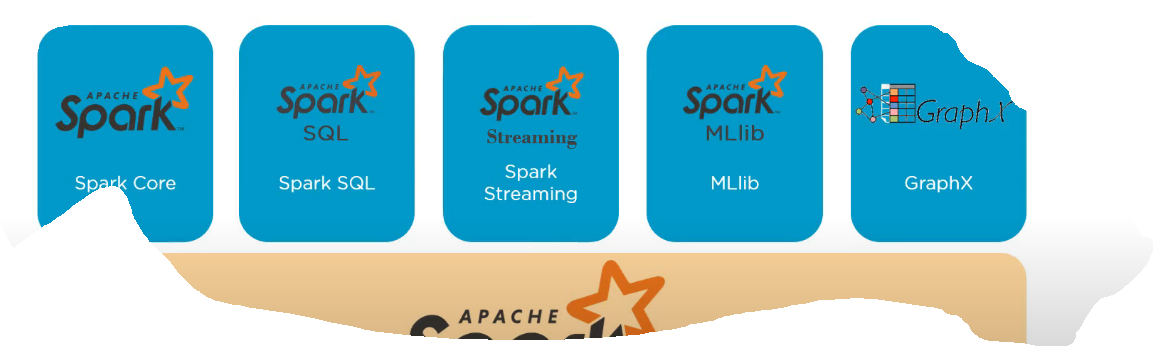 APACHE
Spark
Spark Core
APACHE
Spark
SQL
Spark SQL
APACHE
Spark
Streaming
Spark
Streaming
APACHE
Spark
MLlib
MLlib
GraphX
GraphX
APACHE